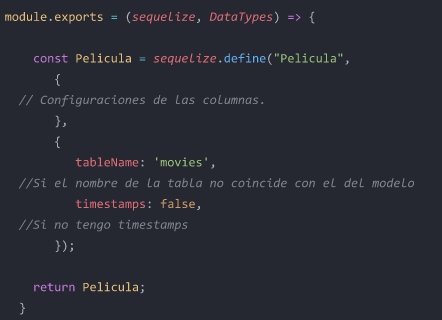 module.exports = (sequelize, DataTypes) => {
const Pelicula = sequelize.define("Pelicula",
{
// Configuraciones de las columnas.
},
{
tableName: 'movies',
//Si el nombre de la tabla no coincide con el del modelo
timestamps: false,
//Si no tengo timestamps
});
return Pelicula;
}